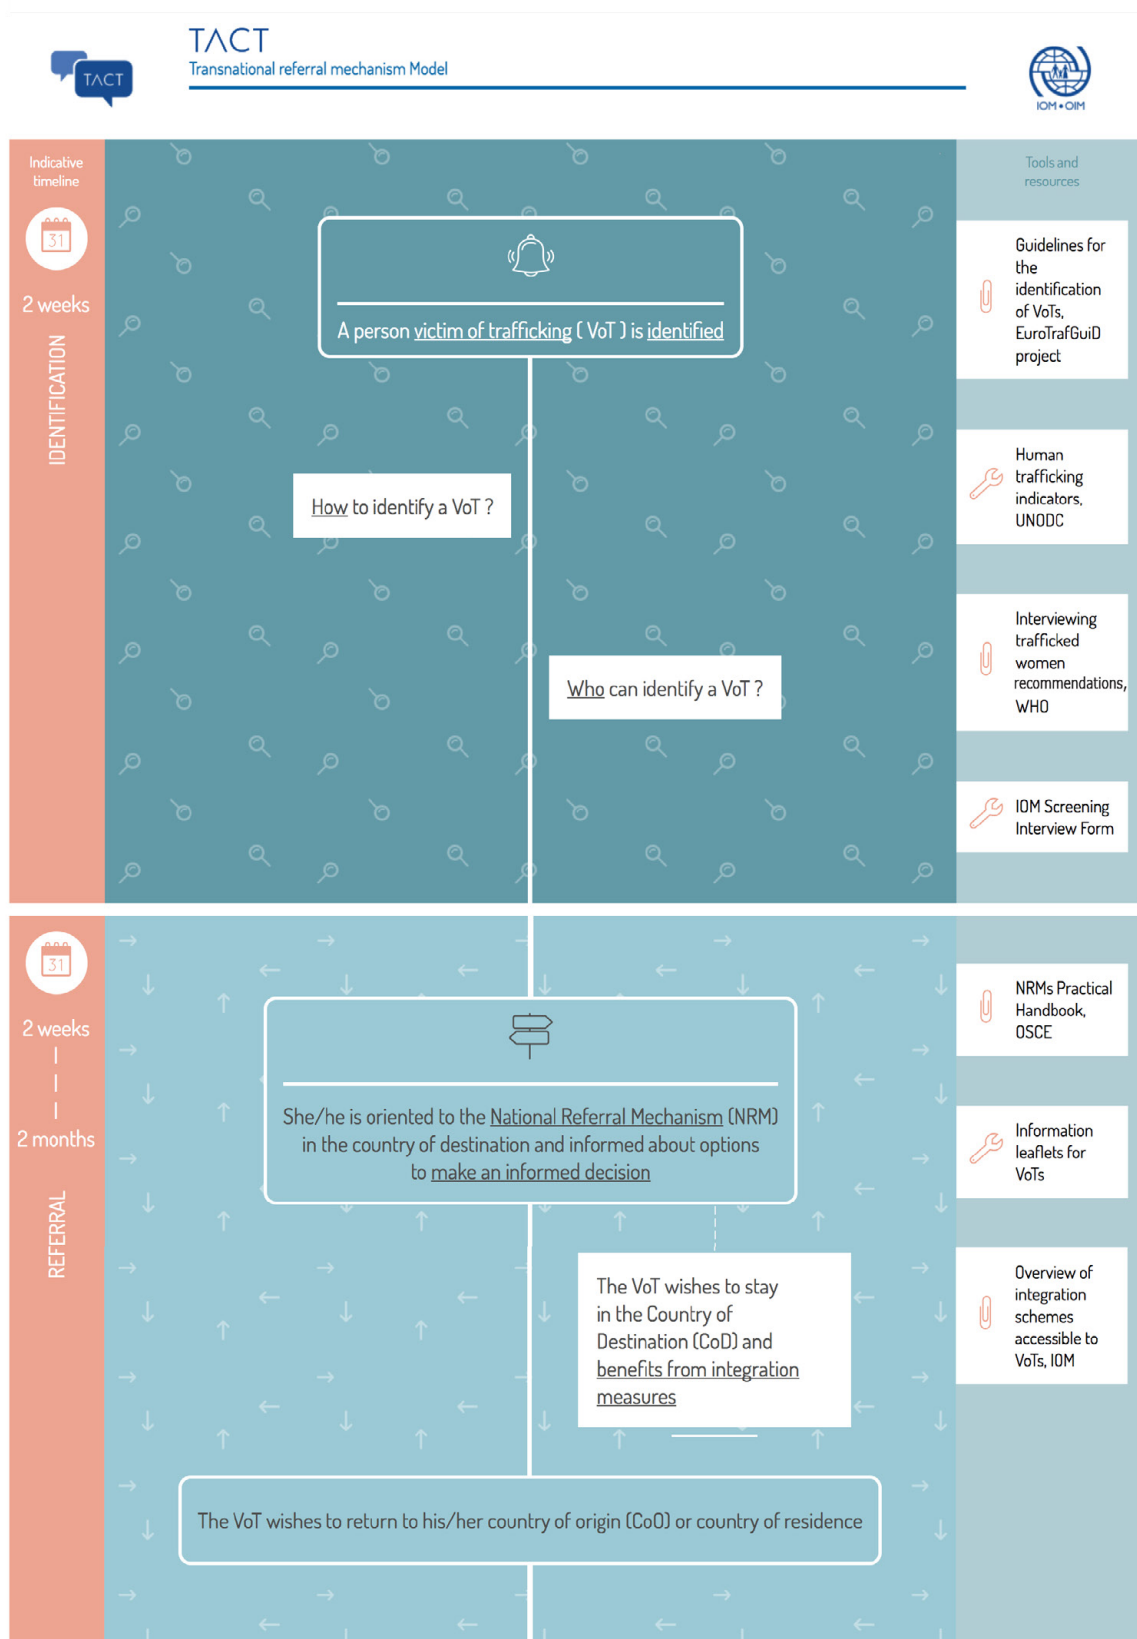 TACT
TACT
Transnational referral mechanism Model
IOM • OIM
Indicative
timeline
31
2 weeks
IDENTIFICATION
A person victim of trafficking ( VoT ) is identified
How to identify a VoT ?
Who can identify a VoT ?
Tools and
resources
Guidelines for
the
identification
of VoTs,
EuroTrafGuiD
project
Human
trafficking
indicators,
UNODC
Interviewing
trafficked
women
recommendations,
WHO
IOM Screening
Interview Form
31
2 weeks
2 months
REFERRAL
She/he is oriented to the National Referral Mechanism (NRM)
in the country of destination and informed about options
to make an informed decision
The VoT wishes to stay
in the Country of
Destination (CoD) and
benefits from integration
measures
The VoT wishes to return to his/her country of origin (CoO) or country of residence
NRMs Practical
Handbook,
OSCE
Information
leaflets for
VoTs
Overview of
integration
schemes
accessible to
VoTs, IOM